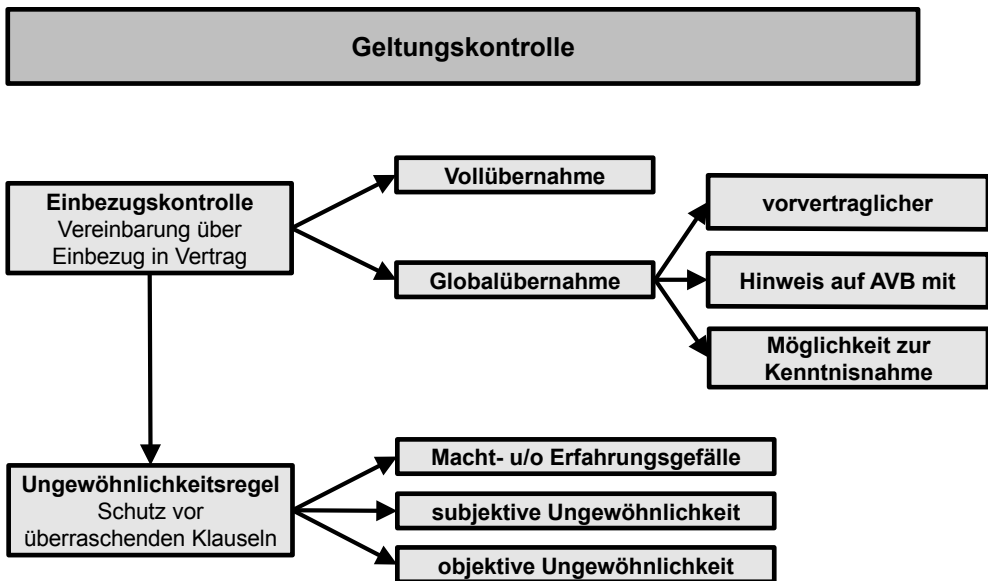 Geltungskontrolle
Einbezugskontrolle
Vereinbarung über
Einbezug in Vertrag
Vollübernahme
Globalübernahme
vorvertraglicher
Hinweis auf AVB mit
Möglichkeit zur
Kenntnisnahme
Ungewöhnlichkeitsregel
Schutz vor
überraschenden Klauseln
Macht- u/o Erfahrungsgefälle
subjektive Ungewöhnlichkeit
objektive Ungewöhnlichkeit